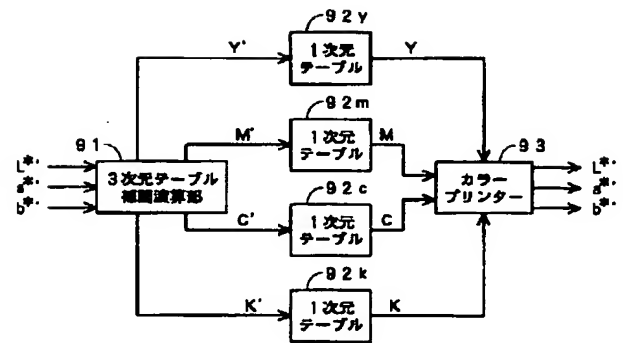 92y
Y' 1次元 Y
テーブル
92m
91 M' 1次元 M 93
テーブル
L*' 3次元テーブル カラー L*'
a*' 補間演算部 プリンター a*'
b*' b*'
92c
C' 1次元 C
テーブル
92k
K' 1次元 K
テーブル